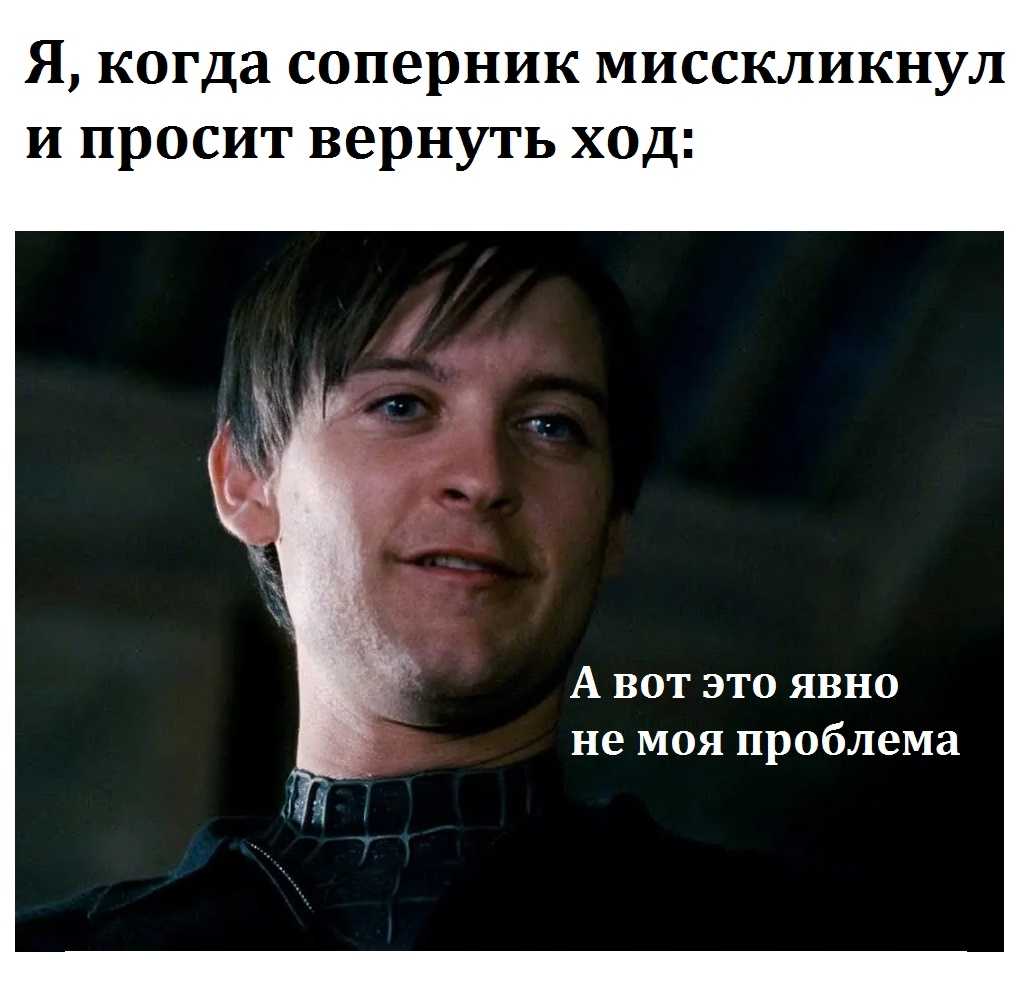 Я, когда соперник мисскликнул
и просит вернуть ход:
А вот это явно
не моя проблема